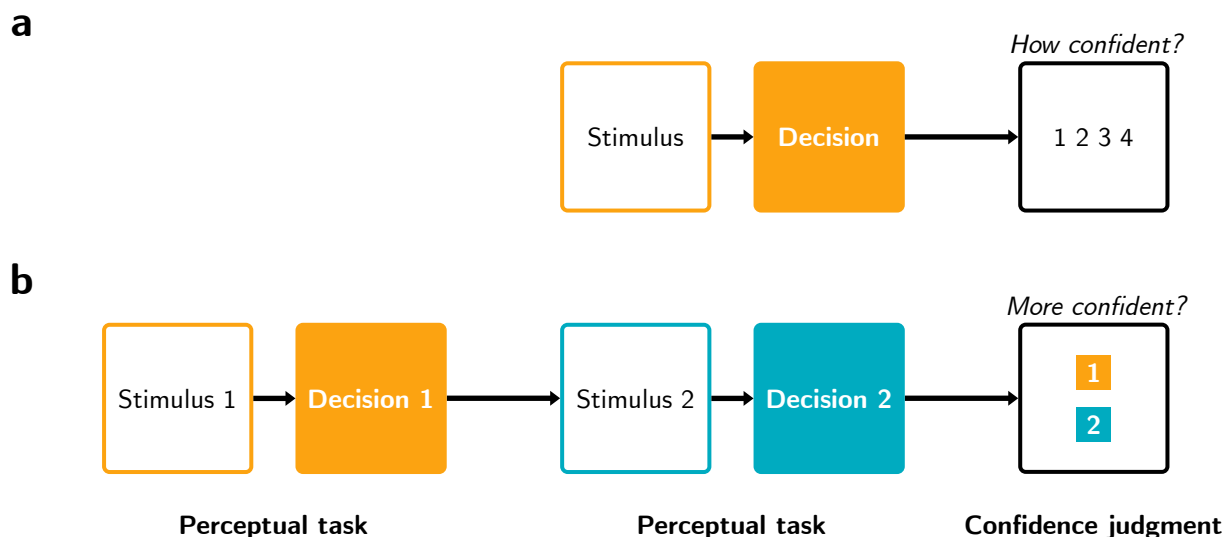 a
How confident?
Stimulus
Decision
1 2 3 4
b
More confident?
Stimulus 1
Decision 1
Stimulus 2
Decision 2
1
2
Perceptual task
Perceptual task
Confidence judgment